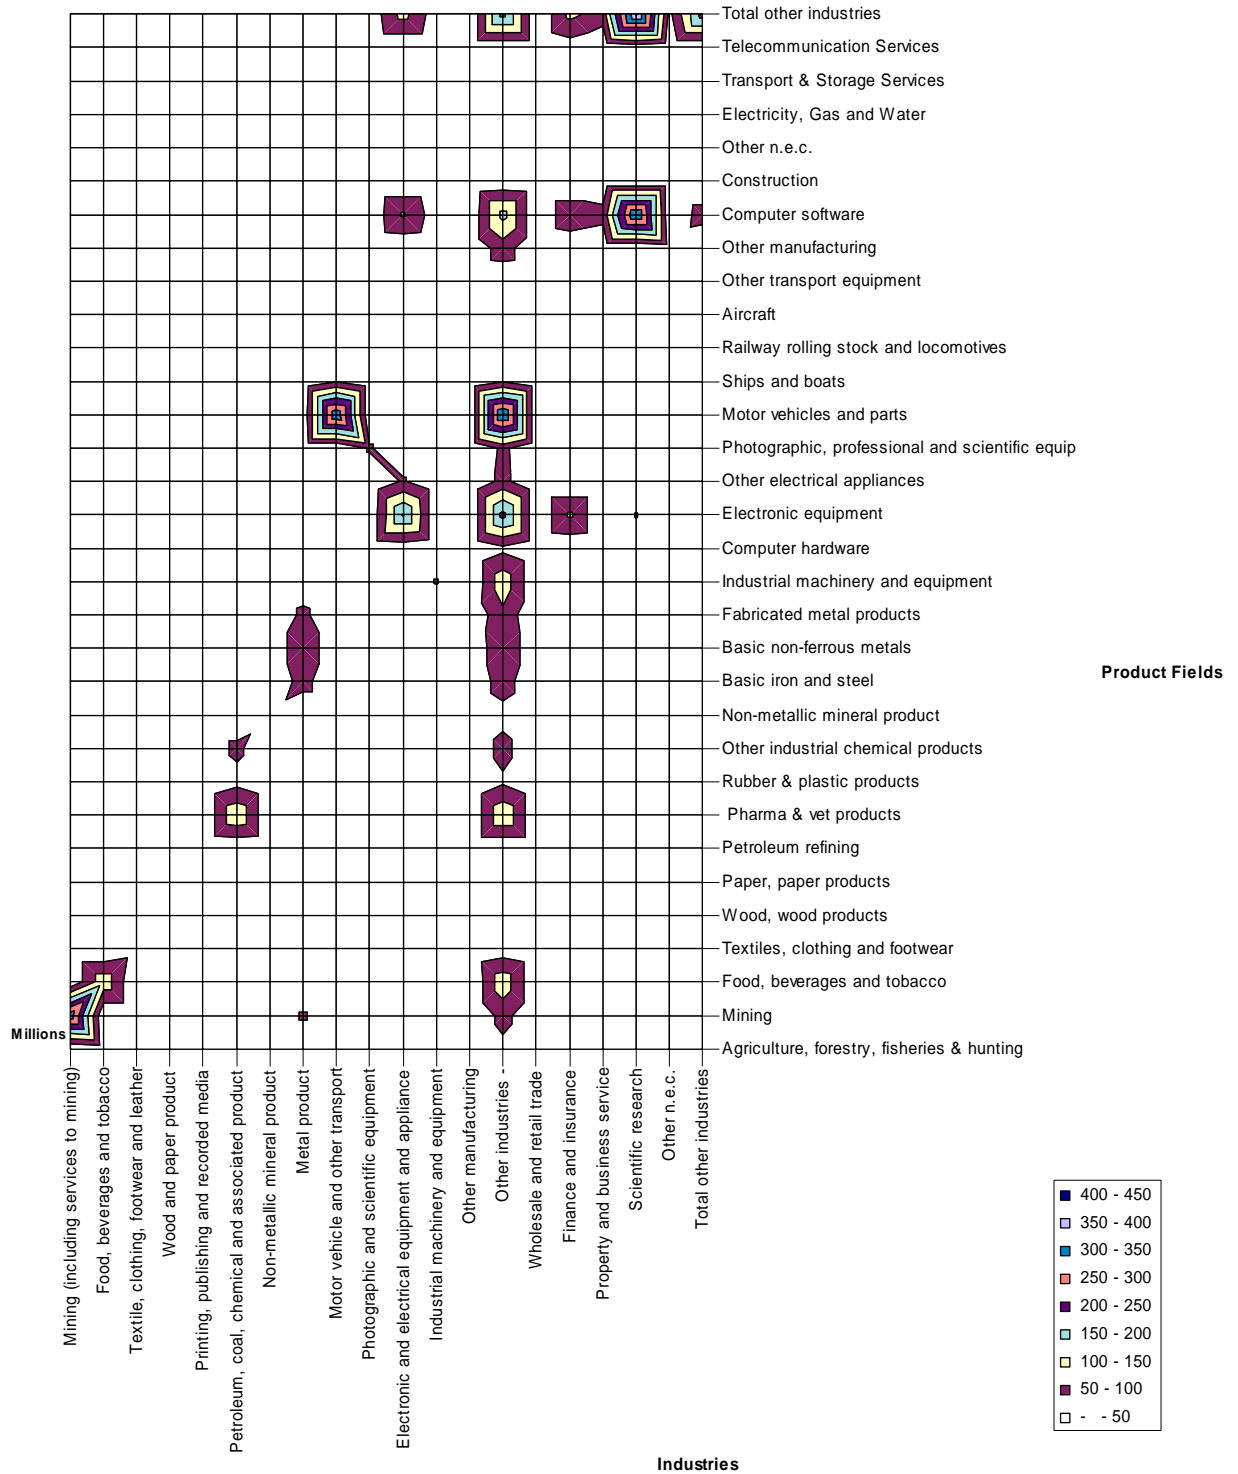 Total other industries
Telecommunication Services
Transport & Storage Services
Electricity, Gas and Water
Other n.e.c.
Construction
Computer software
Other manufacturing
Other transport equipment
Aircraft
Railway rolling stock and locomotives
Ships and boats
Motor vehicles and parts
Photographic, professional and scientific equip
Other electrical appliances
Electronic equipment
Computer hardware
Industrial machinery and equipment
Fabricated metal products
Basic non-ferrous metals
Basic iron and steel
Non-metallic mineral product
Other industrial chemical products
Rubber & plastic products
Pharma & vet products
Petroleum refining
Paper, paper products
Wood, wood products
Textiles, clothing and footwear
Food, beverages and tobacco
Mining
Agriculture, forestry, fisheries & hunting
Product Fields
Millions
Mining (including services to mining)
Food, beverages and tobacco
Textile, clothing, footwear and leather
Wood and paper product
Printing, publishing and recorded media
Petroleum, coal, chemical and associated product
Non-metallic mineral product
Metal product
Motor vehicle and other transport
Photographic and scientific equipment
Electronic and electrical equipment and appliance
Industrial machinery and equipment
Other manufacturing
Other industries -
Wholesale and retail trade
Finance and insurance
Property and business service
Scientific research
Other n.e.c.
Total other industries
400 - 450
350 - 400
300 - 350
250 - 300
200 - 250
150 - 200
100 - 150
50 - 100
- - 50
Industries